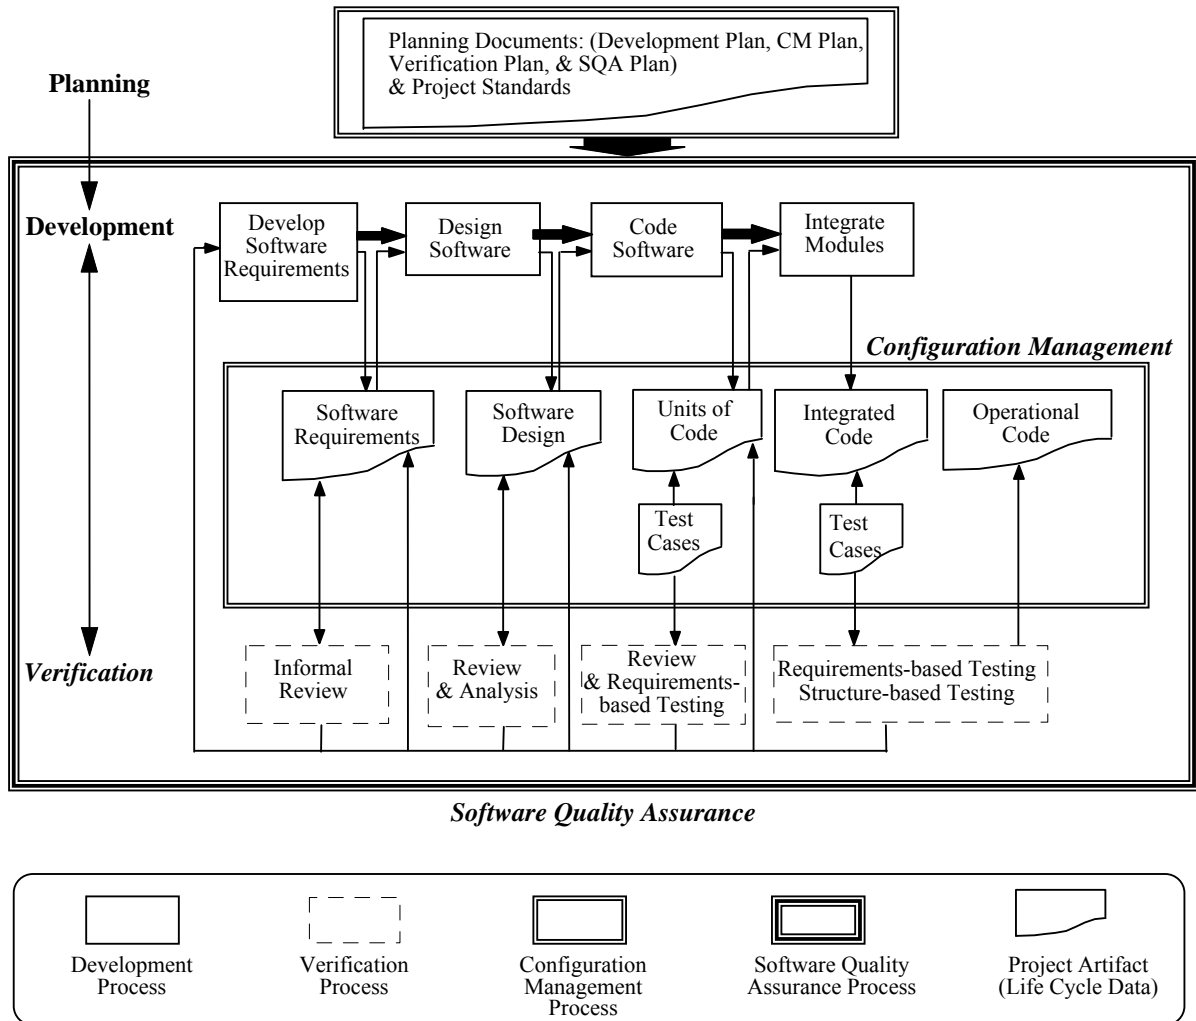 Planning Documents: (Development Plan, CM Plan,
Verification Plan, & SQA Plan)
& Project Standards
Planning
Development
Develop
Software
Requirements
Design
Software
Code
Software
Integrate
Modules
Configuration Management
Software
Requirements
Software
Design
Units of
Code
Integrated
Code
Operational
Code
Test
Cases
Test
Cases
Verification
Informal
Review
Review
& Analysis
Review
& Requirements-
based Testing
Requirements-based Testing
Structure-based Testing
Software Quality Assurance
Development
Process
Verification
Process
Configuration
Management
Process
Software Quality
Assurance Process
Project Artifact
(Life Cycle Data)